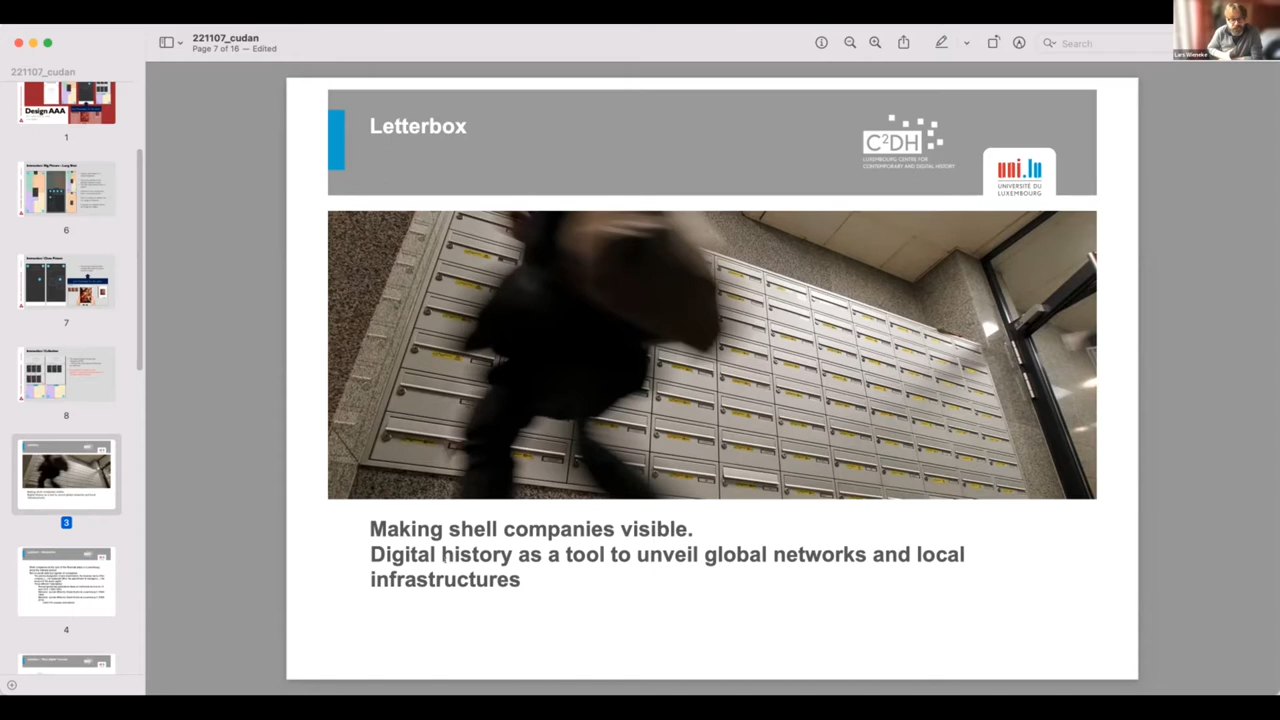 221107_cudan
Page 7 of 16 — Edited
Search
Lars Wieneke
221107_cudan
Design AAA
1
6
7
8
3
4
Letterbox
C²DH
LUXEMBOURG CENTRE FOR
CONTEMPORARY AND DIGITAL HISTORY
uni.lu
UNIVERSITÉ DU
LUXEMBOURG
Making shell companies visible.
Digital history as a tool to unveil global networks and local
infrastructures